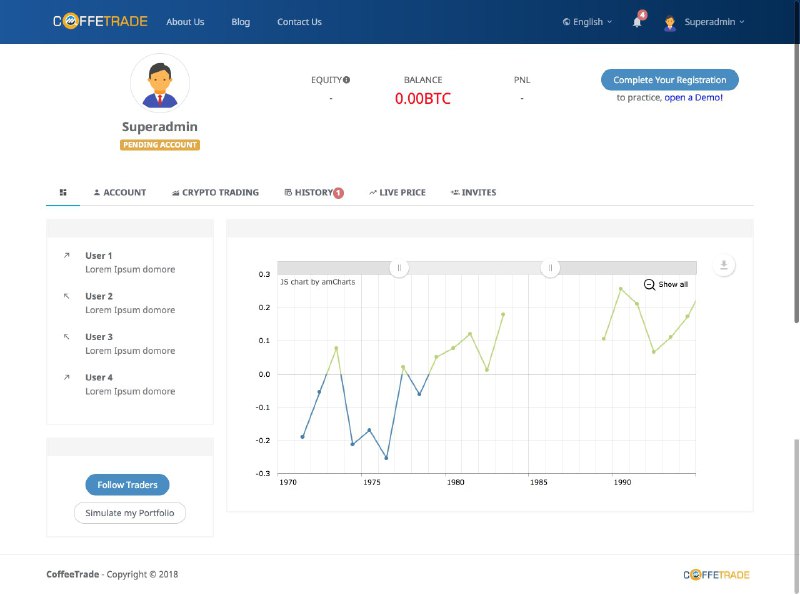 COFFETRADE
About Us
Blog
Contact Us
English
4
Superadmin
Superadmin
PENDING ACCOUNT
EQUITY
-
BALANCE
0.00BTC
PNL
-
Complete Your Registration
to practice, open a Demo!
ACCOUNT
CRYPTO TRADING
HISTORY 1
LIVE PRICE
INVITES
User 1
Lorem Ipsum domore
User 2
Lorem Ipsum domore
User 3
Lorem Ipsum domore
User 4
Lorem Ipsum domore
Follow Traders
Simulate my Portfolio
JS chart by amCharts
Show all
0.3
0.2
0.1
0.0
-0.1
-0.2
-0.3
1970
1975
1980
1985
1990
CoffeeTrade - Copyright © 2018
COFFETRADE